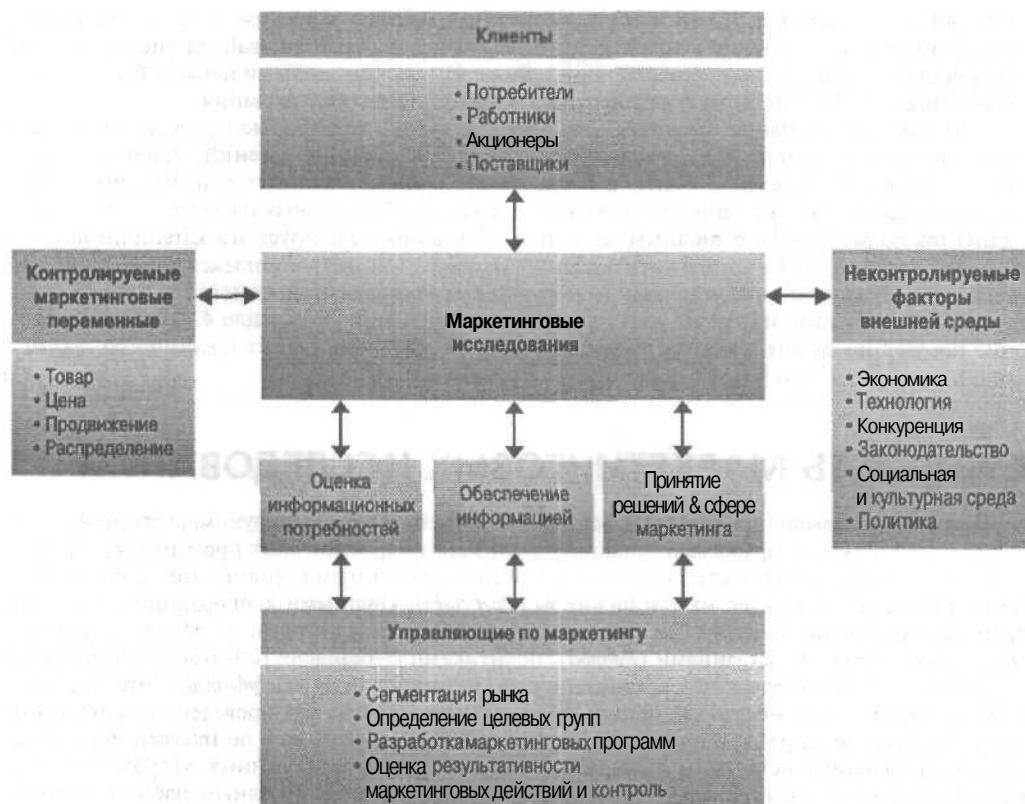 Клиенты
• Потребители
• Работники
• Акционеры
• Поставщики
Контролируемые
маркетинговые
переменные
• Товар
• Цена
• Продвижение
• Распределение
Маркетинговые
исследования
Неконтролируемые
факторы
внешней среды
• Экономика
• Технология
• Конкуренция
• Законодательство
• Социальная
и культурная среда
• Политика
Оценка
информационных
потребностей
Обеспечение
информацией
Принятие
решений & сфере
маркетинга
Управляющие по маркетингу
• Сегментация рынка
• Определение целевых групп
• Разработка маркетинговых программ
• Оценка результативности
маркетинговых действий и контроль